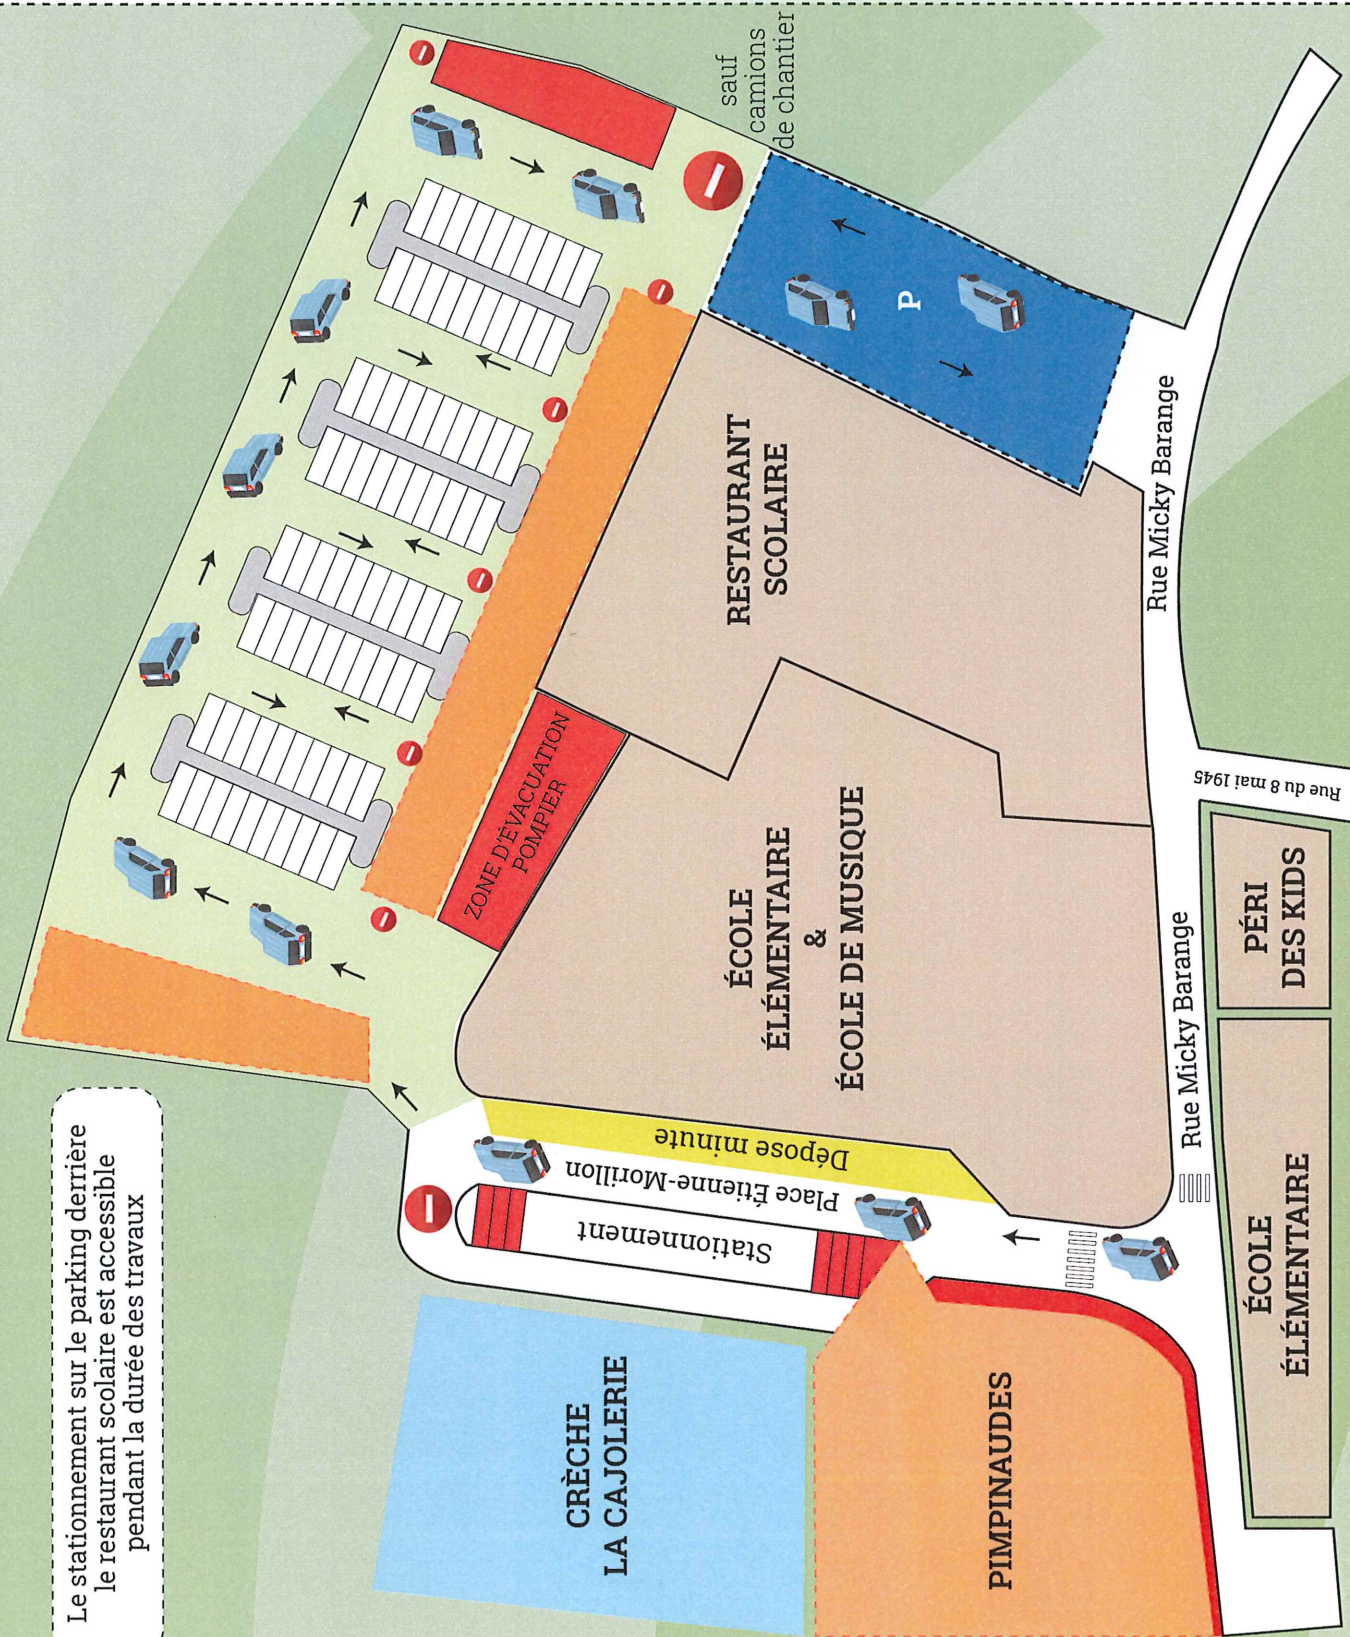 Le stationnement sur le parking derrière
le restaurant scolaire est accessible
pendant la durée des travaux
sauf
camions
de chantier
P
ZONE D'ÉVACUATION
POMPIER
RESTAURANT
SCOLAIRE
ÉCOLE
ÉLÉMENTAIRE
&
ÉCOLE DE MUSIQUE
Dépose minute
Place Étienne-Morillon
Stationnement
CRÈCHE
LA CAJOLERIE
PIMPINAUDES
Rue Micky Barange
Rue Micky Barange
Rue du 8 mai 1945
PÉRI
DES KIDS
ÉCOLE
ÉLÉMENTAIRE